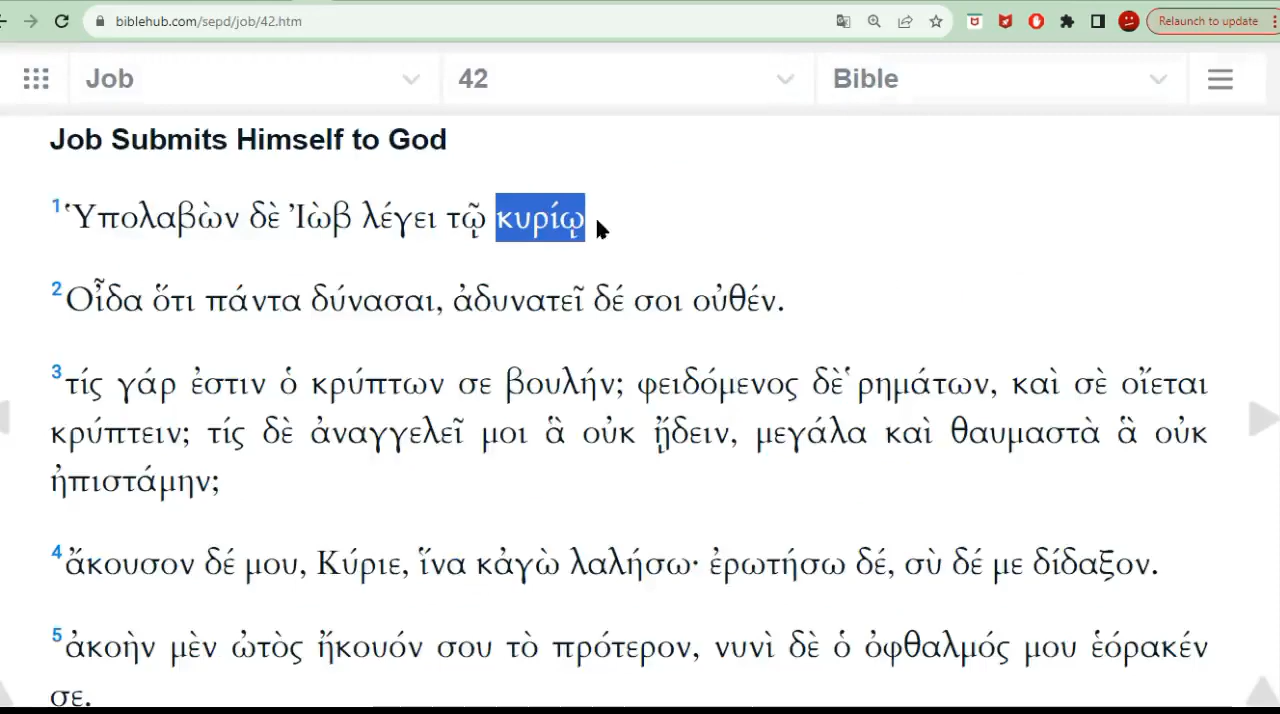 biblehub.com/sepd/job/42.htm
Relaunch to update
Job
42
Bible
Job Submits Himself to God
1 Ὑπολαβὼν δὲ Ἰὼβ λέγει τῷ κυρίῳ
2 Οἶδα ὅτι πάντα δύνασαι, ἀδυνατεῖ δέ σοι οὐθέν.
3 τίς γάρ ἐστιν ὁ κρύπτων σε βουλήν; φειδόμενος δὲ ῥημάτων, καὶ σὲ οἴεται
κρύπτειν; τίς δὲ ἀναγγελεῖ μοι ἃ οὐκ ᾔδειν, μεγάλα καὶ θαυμαστὰ ἃ οὐκ
ἠπιστάμην;
4 ἄκουσον δέ μου, Κύριε, ἵνα κἀγὼ λαλήσω· ἐρωτήσω δέ, σὺ δέ με δίδαξον.
5 ἀκοὴν μὲν ὠτὸς ἤκουόν σου τὸ πρότερον, νυνὶ δὲ ὁ ὀφθαλμός μου ἑόρακέν
σε.